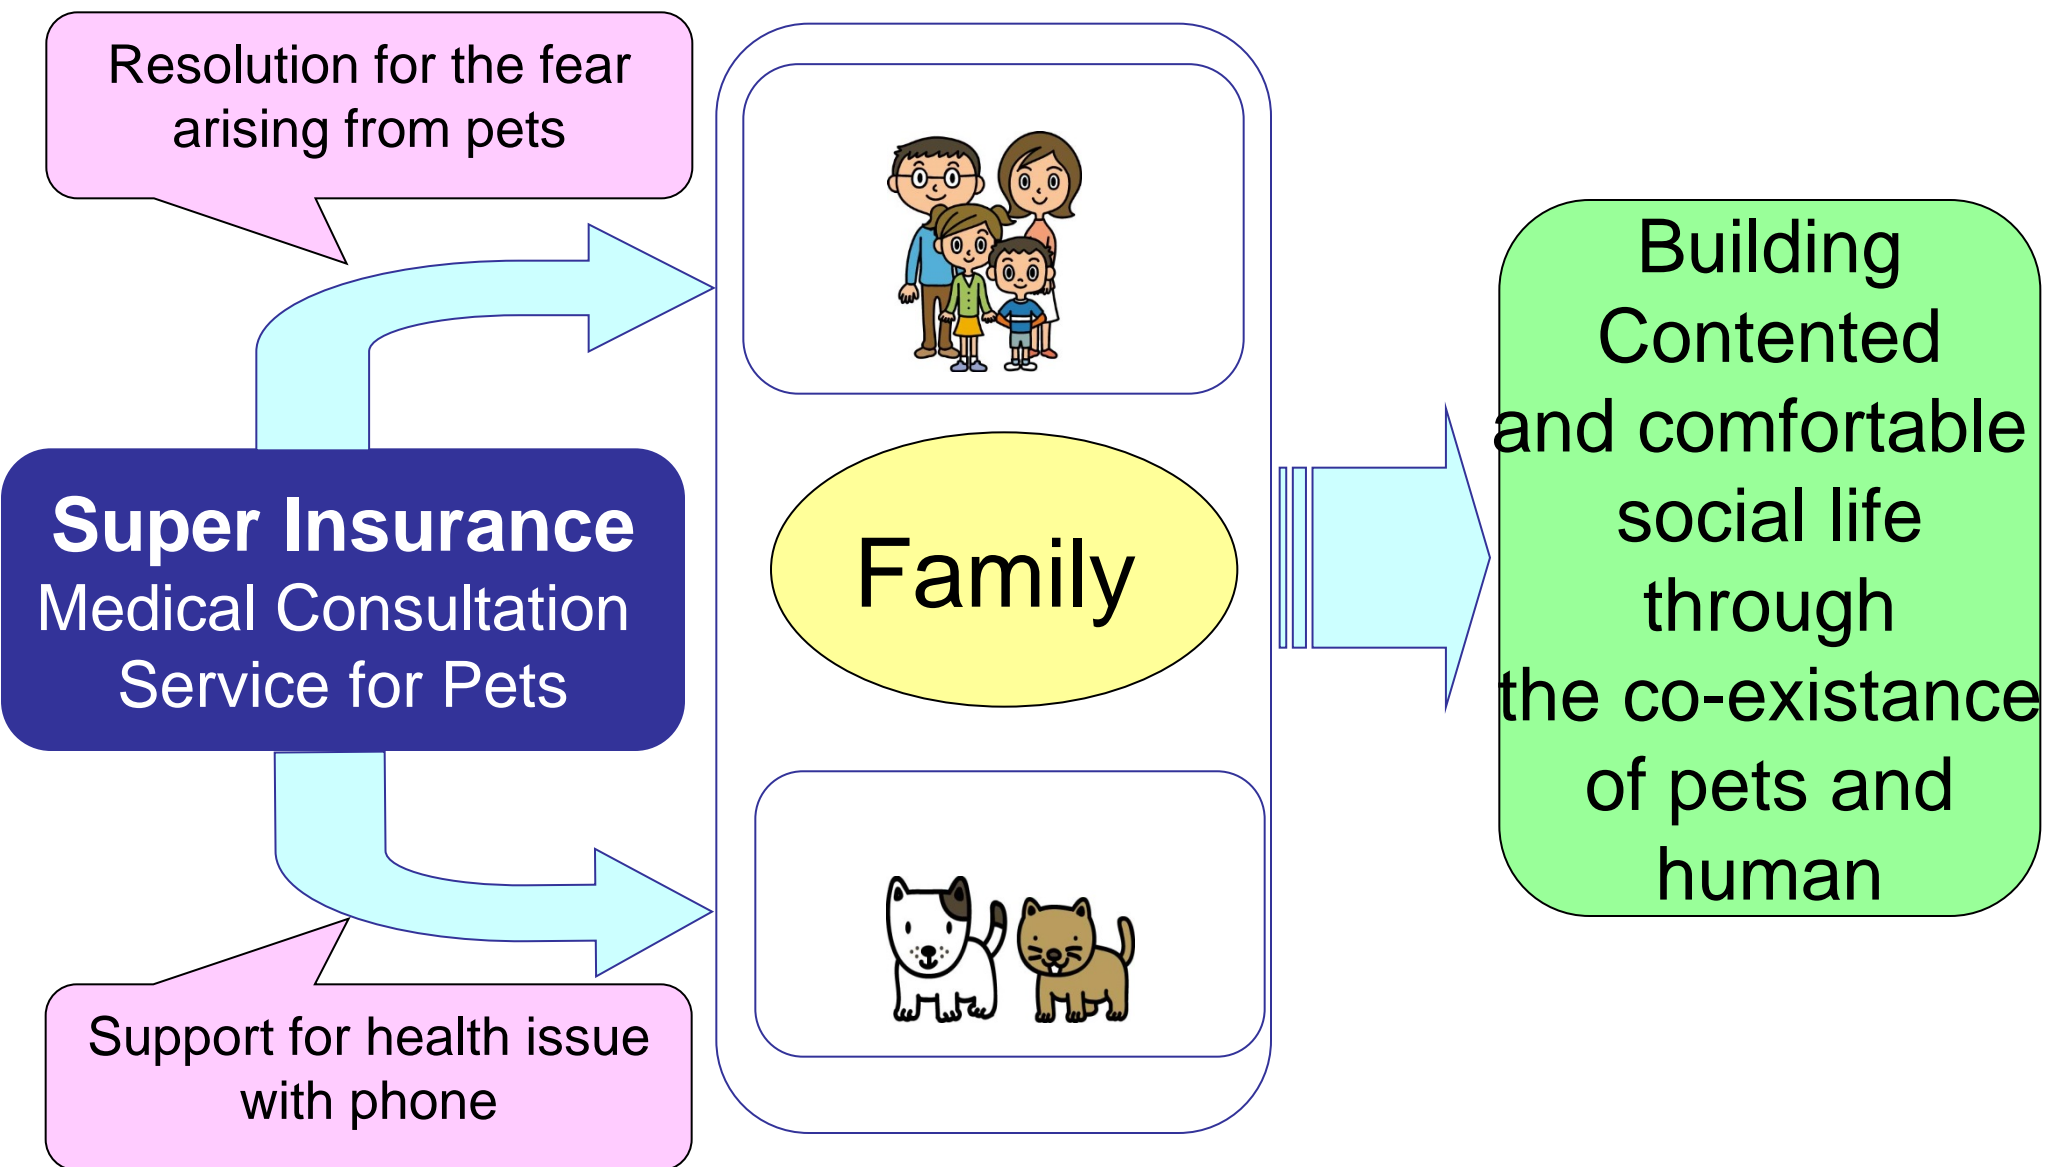 Resolution for the fear
arising from pets
Super Insurance
Medical Consultation
Service for Pets
Support for health issue
with phone
Family
Building
Contented
and comfortable
social life
through
the co-existance
of pets and
human